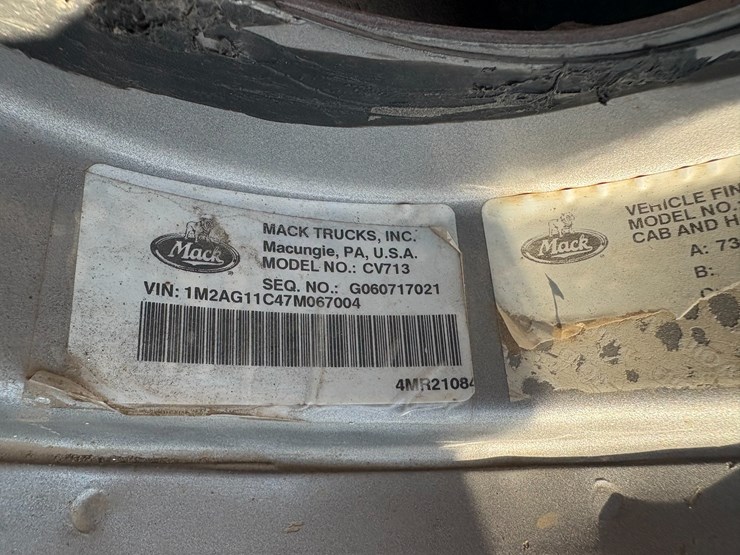 Mack
MACK TRUCKS, INC.
Macungie, PA, U.S.A.
MODEL NO.: CV713
SEQ. NO.: G060717021
VIN: 1M2AG11C47M067004
4MR21084
Mack
VEHICLE FIN
MODEL NO.
CAB AND H
A: 73
B: